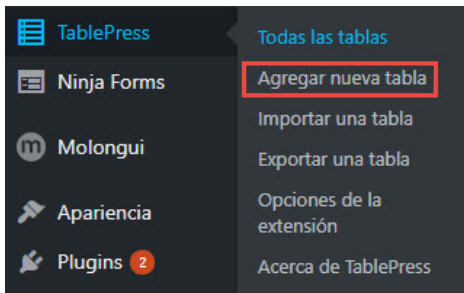 TablePress
Ninja Forms
m Molongui
Apariencia
Plugins 2
Todas las tablas
Agregar nueva tabla
Importar una tabla
Exportar una tabla
Opciones de la
extensión
Acerca de TablePress